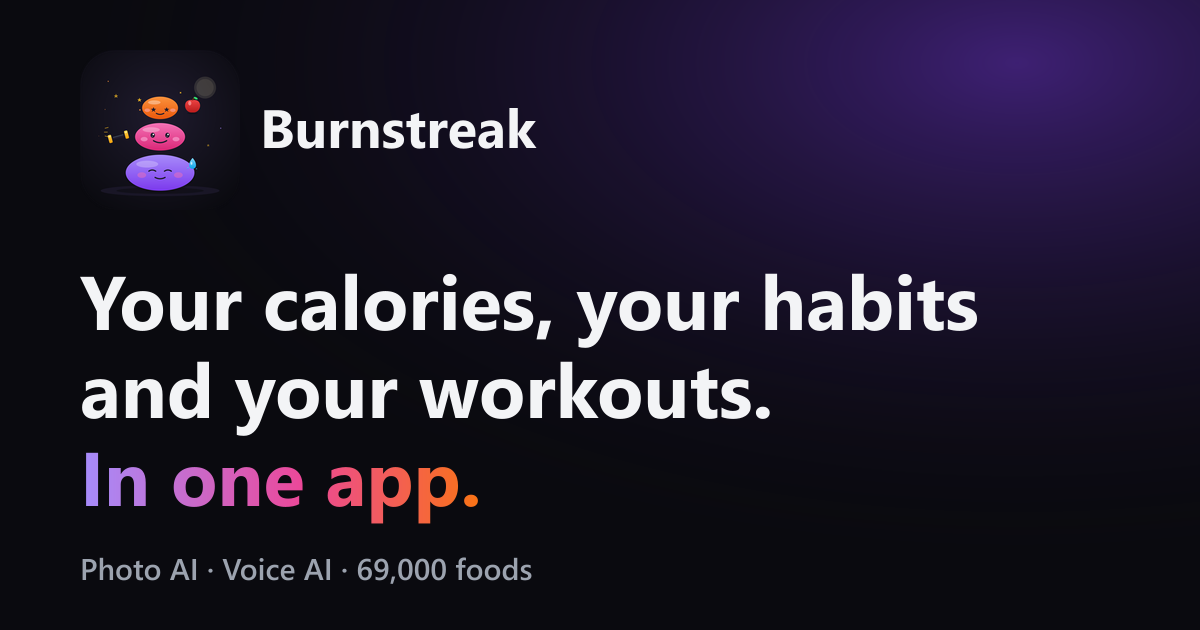 Burnstreak
Your calories, your habits
and your workouts.
In one app.
Photo AI · Voice AI · 69,000 foods